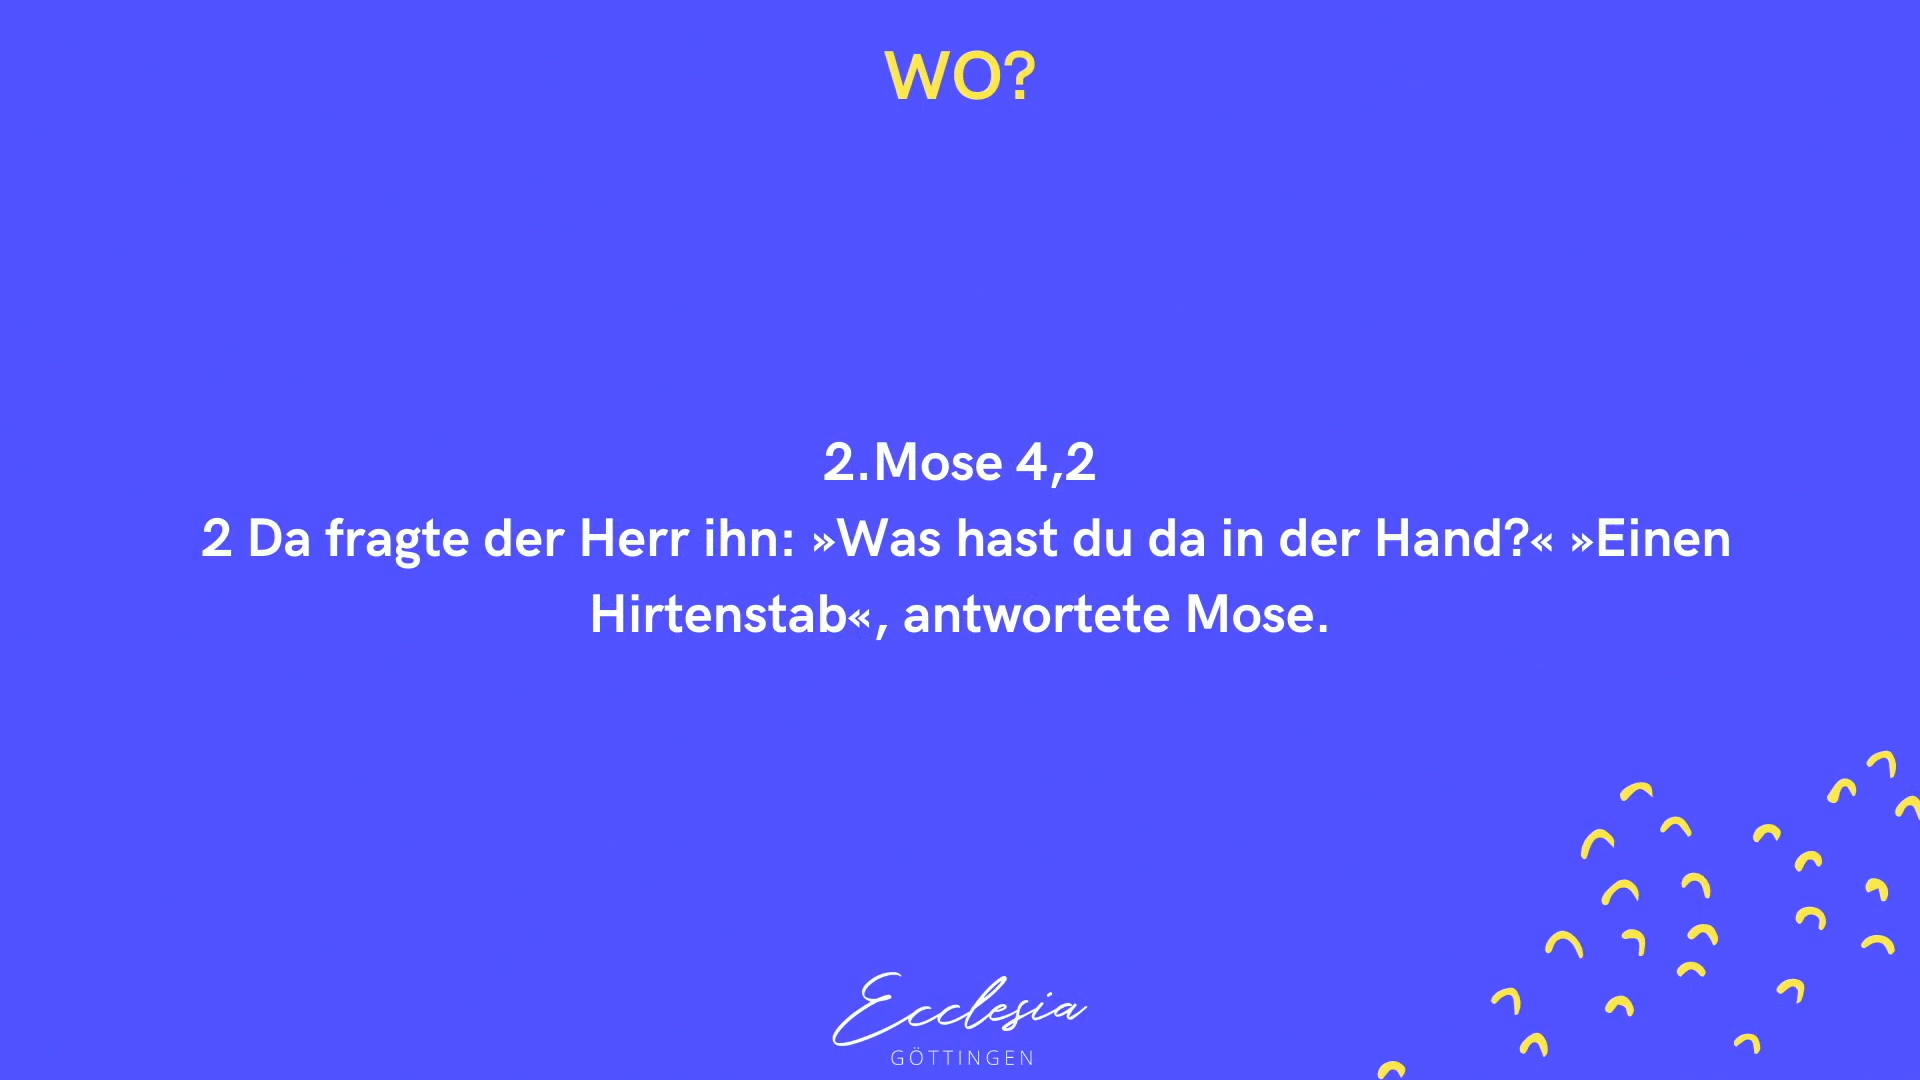 WO?
2.Mose 4,2
2 Da fragte der Herr ihn: »Was hast du da in der Hand?« »Einen
Hirtenstab«, antwortete Mose.
Ecclesia
GÖTTINGEN